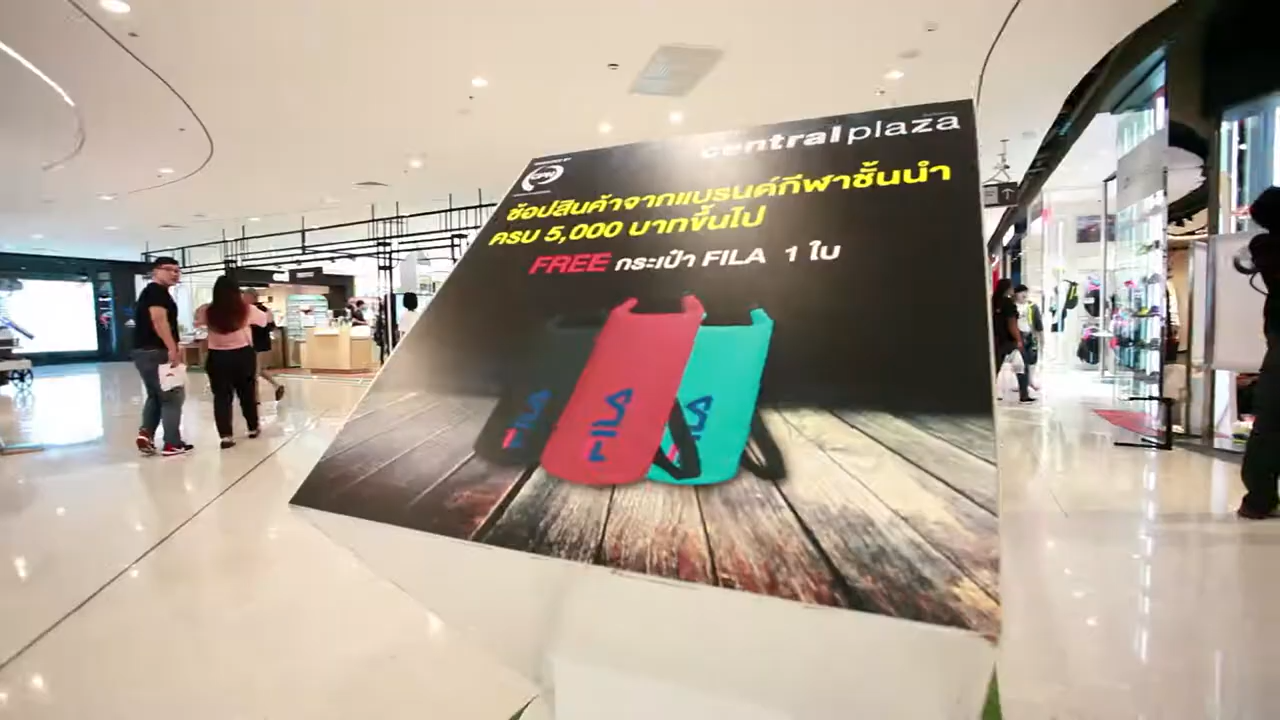 centralplaza
CPN
ช้อปสินค้าจากแบรนด์กีฬาชั้นนำ
ครบ 5,000 บาทขึ้นไป
FREE กระเป๋า FILA 1 ใบ
FILA
FILA
FILA